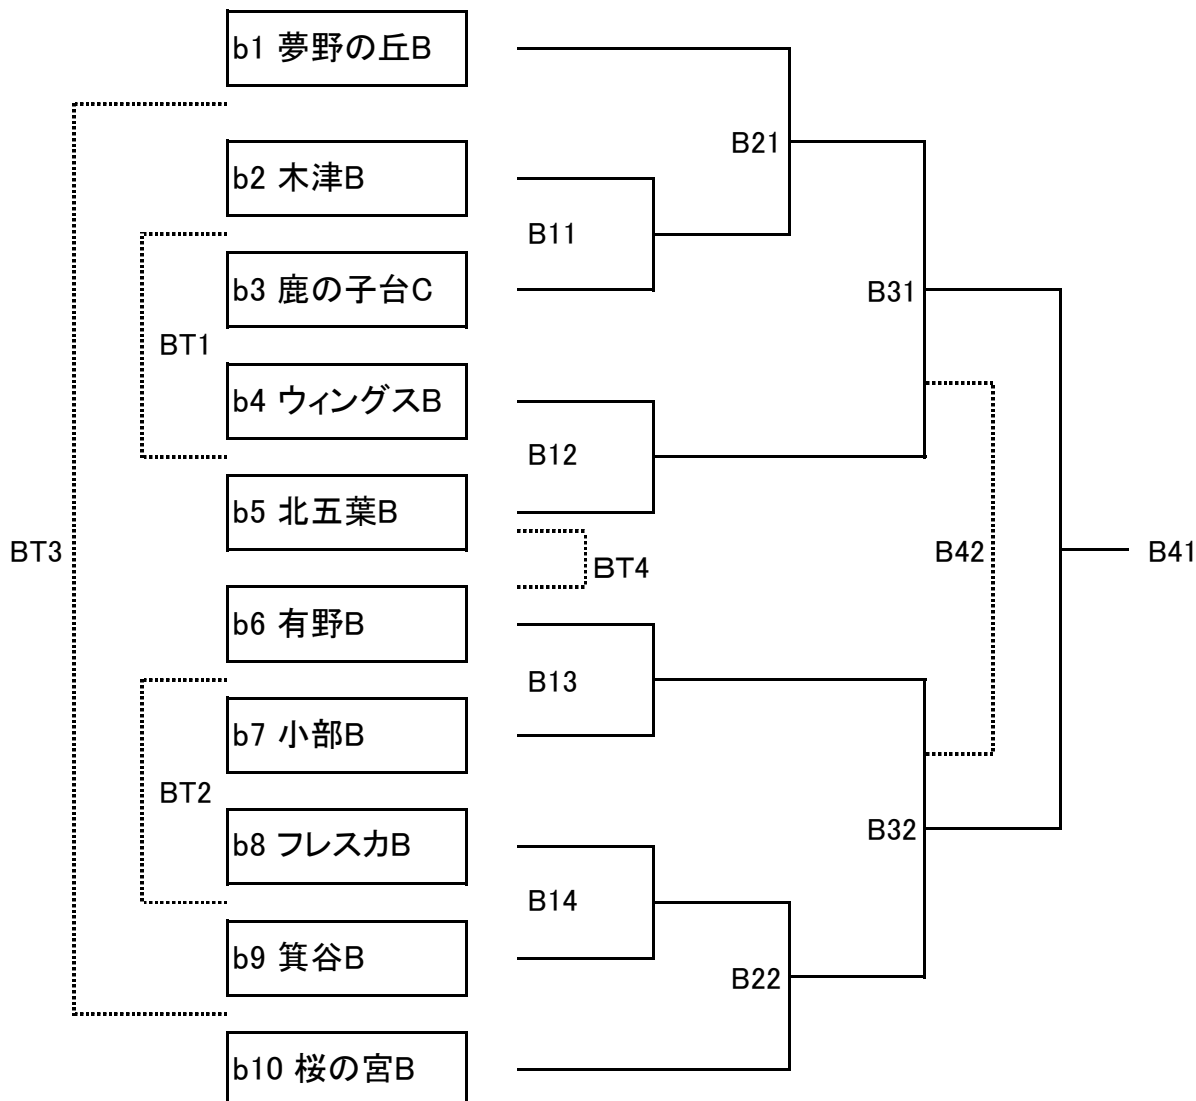 b1 夢野の丘B
B21
b2 木津B
B11
b3 鹿の子台C
B31
BT1
b4 ウィングスB
B12
b5 北五葉B
BT3
BT4
B42
B41
b6 有野B
B13
b7 小部B
BT2
B32
b8 フレスカB
B14
b9 箕谷B
B22
b10 桜の宮B